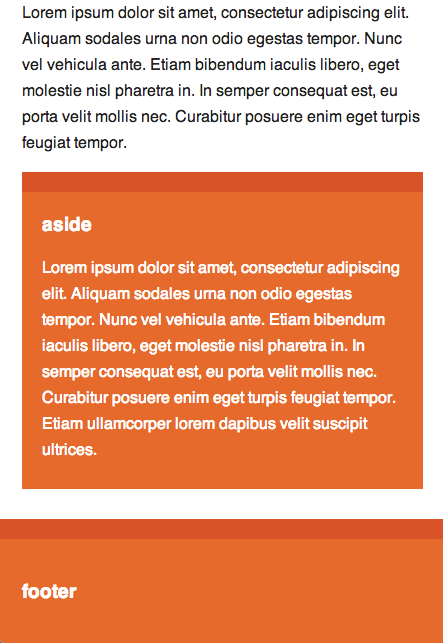 Lorem ipsum dolor sit amet, consectetur adipiscing elit.
Aliquam sodales urna non odio egestas tempor. Nunc
vel vehicula ante. Etiam bibendum iaculis libero, eget
molestie nisl pharetra in. In semper consequat est, eu
porta velit mollis nec. Curabitur posuere enim eget turpis
feugiat tempor.
aside
Lorem ipsum dolor sit amet, consectetur adipiscing
elit. Aliquam sodales urna non odio egestas
tempor. Nunc vel vehicula ante. Etiam bibendum
iaculis libero, eget molestie nisl pharetra in. In
semper consequat est, eu porta velit mollis nec.
Curabitur posuere enim eget turpis feugiat tempor.
Etiam ullamcorper lorem dapibus velit suscipit
ultrices.
footer